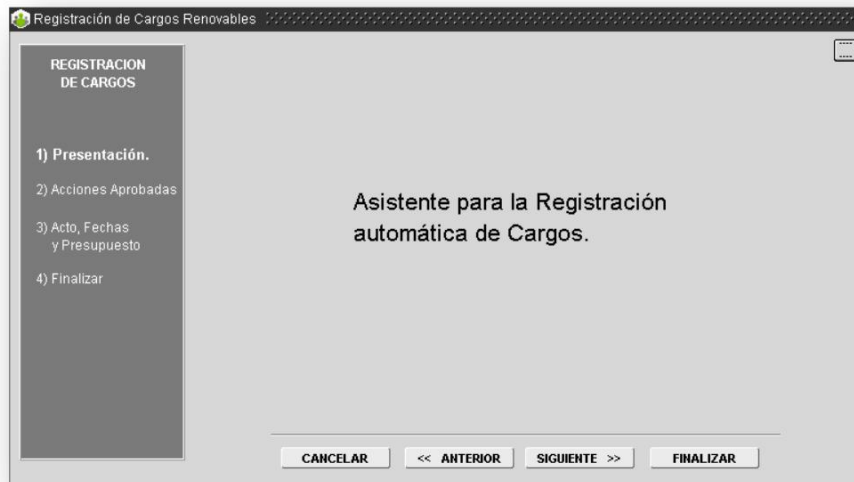 Registración de Cargos Renovables
REGISTRACION
DE CARGOS
1) Presentación.
2) Acciones Aprobadas
3) Acto, Fechas
y Presupuesto
4) Finalizar
Asistente para la Registración
automática de Cargos.
CANCELAR
<< ANTERIOR
SIGUIENTE >>
FINALIZAR